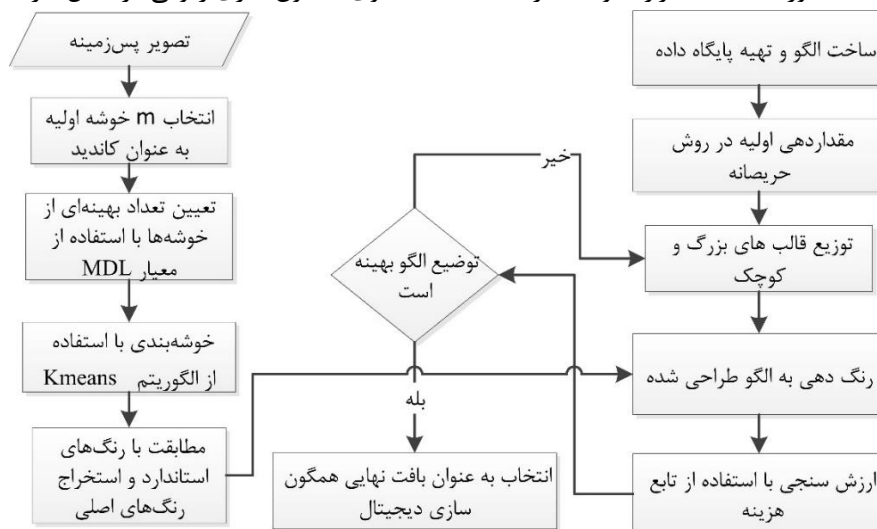 تصویر پس‌زمینه
انتخاب m خوشه اولیه
به عنوان کاندید
تعیین تعداد بهینه‌ای از
خوشه‌ها با استفاده از
معیار MDL
خوشه‌بندی با استفاده
از الگوریتم Kmeans
مطابقت با رنگ‌های
استاندارد و استخراج
رنگ‌های اصلی
ساخت الگو و تهیه پایگاه داده
مقداردهی اولیه در روش
حریصانه
توزیع قالب های بزرگ و
کوچک
رنگ دهی به الگو طراحی شده
ارزش سنجی با استفاده از تابع
هزینه
خیر
توضیع الگو بهینه
است
بله
انتخاب به عنوان بافت نهایی همگون
سازی دیجیتال